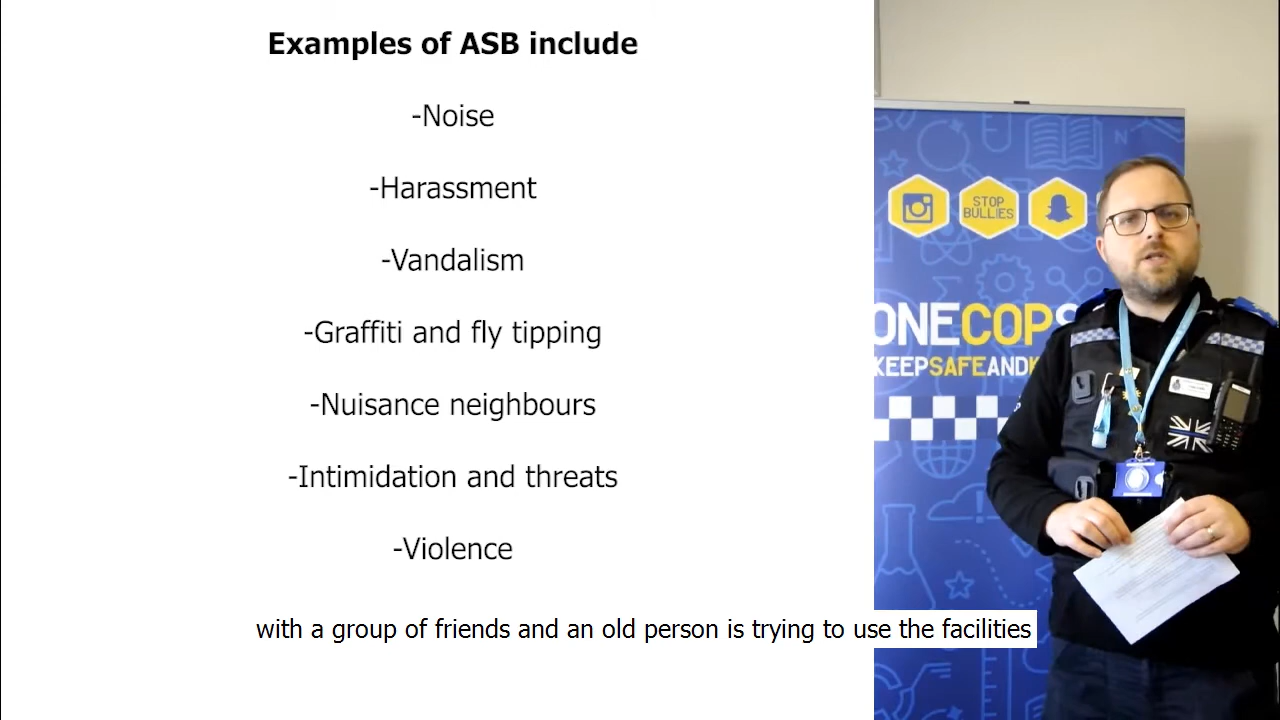 Examples of ASB include
-Noise
-Harassment
-Vandalism
-Graffiti and fly tipping
-Nuisance neighbours
-Intimidation and threats
-Violence
with a group of friends and an old person is trying to use the facilities
N
STOP
BULLIES
ONECOPS
KEEPSAFEAND